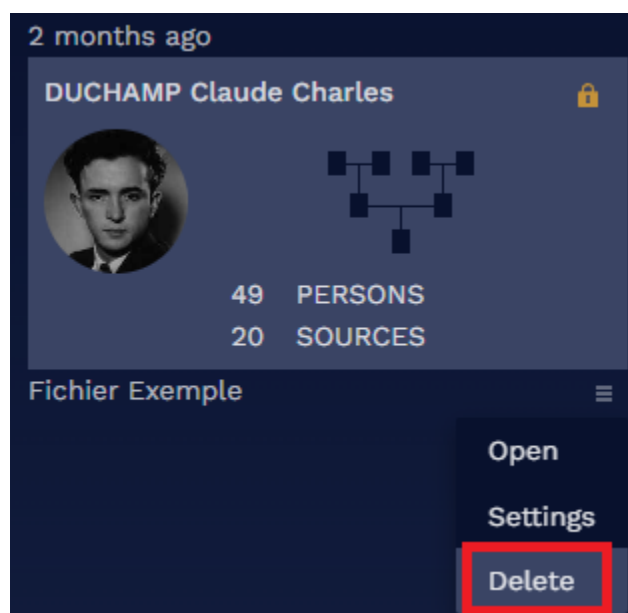 2 months ago
DUCHAMP Claude Charles
49 PERSONS
20 SOURCES
Fichier Exemple
Open
Settings
Delete